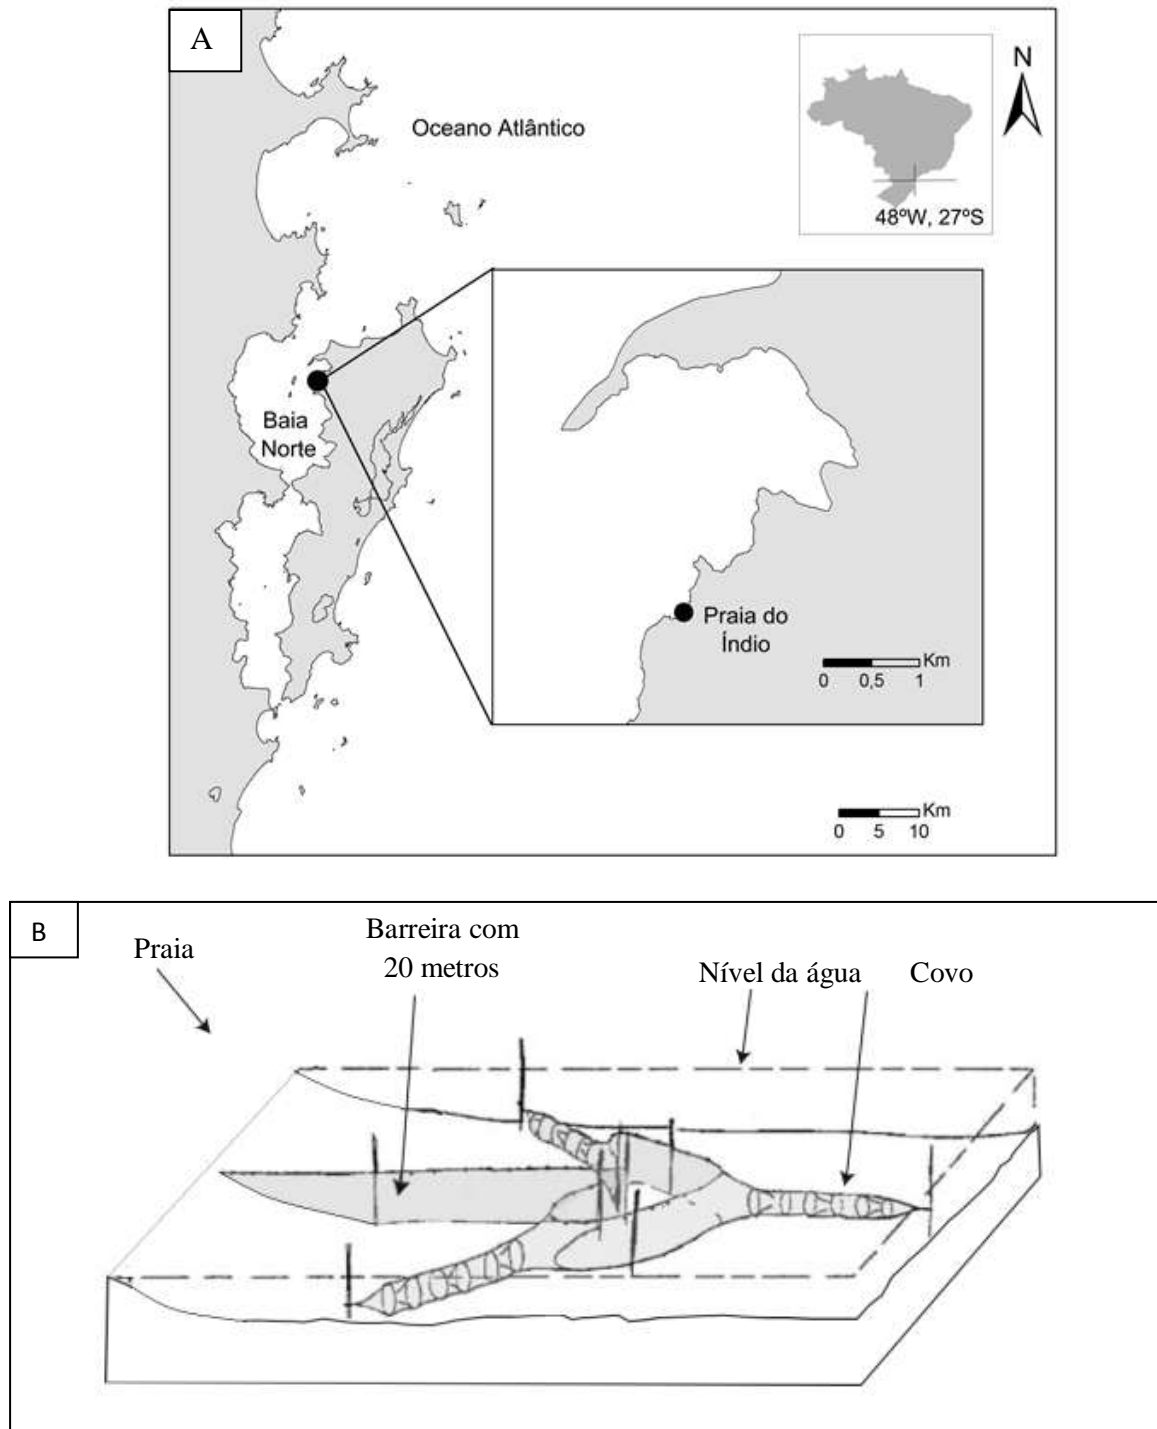 A
Oceano Atlântico
N
48ºW, 27ºS
Baia
Norte
Praia do
Índio
Km
0 0,5 1
Km
0 5 10
B
Praia
Barreira com
20 metros
Nível da água
Covo